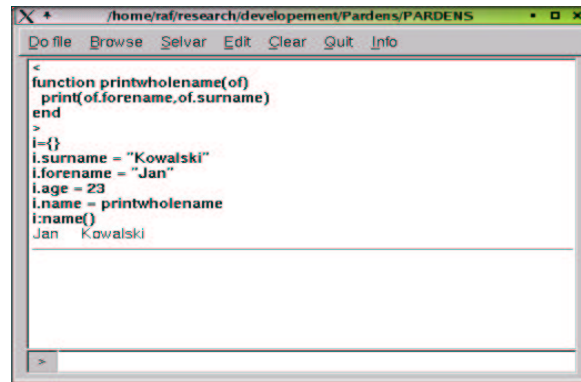 /home/raf/research/developement/Pardens/PARDENS
Do file Browse Selvar Edit Clear Quit Info
<
function printwholename(of)
print(of.forename,of.surname)
end
>
i={}
i.surname = "Kowalski"
i.forename = "Jan"
i.age = 23
i.name = printwholename
i:name()
Jan Kowalski
>